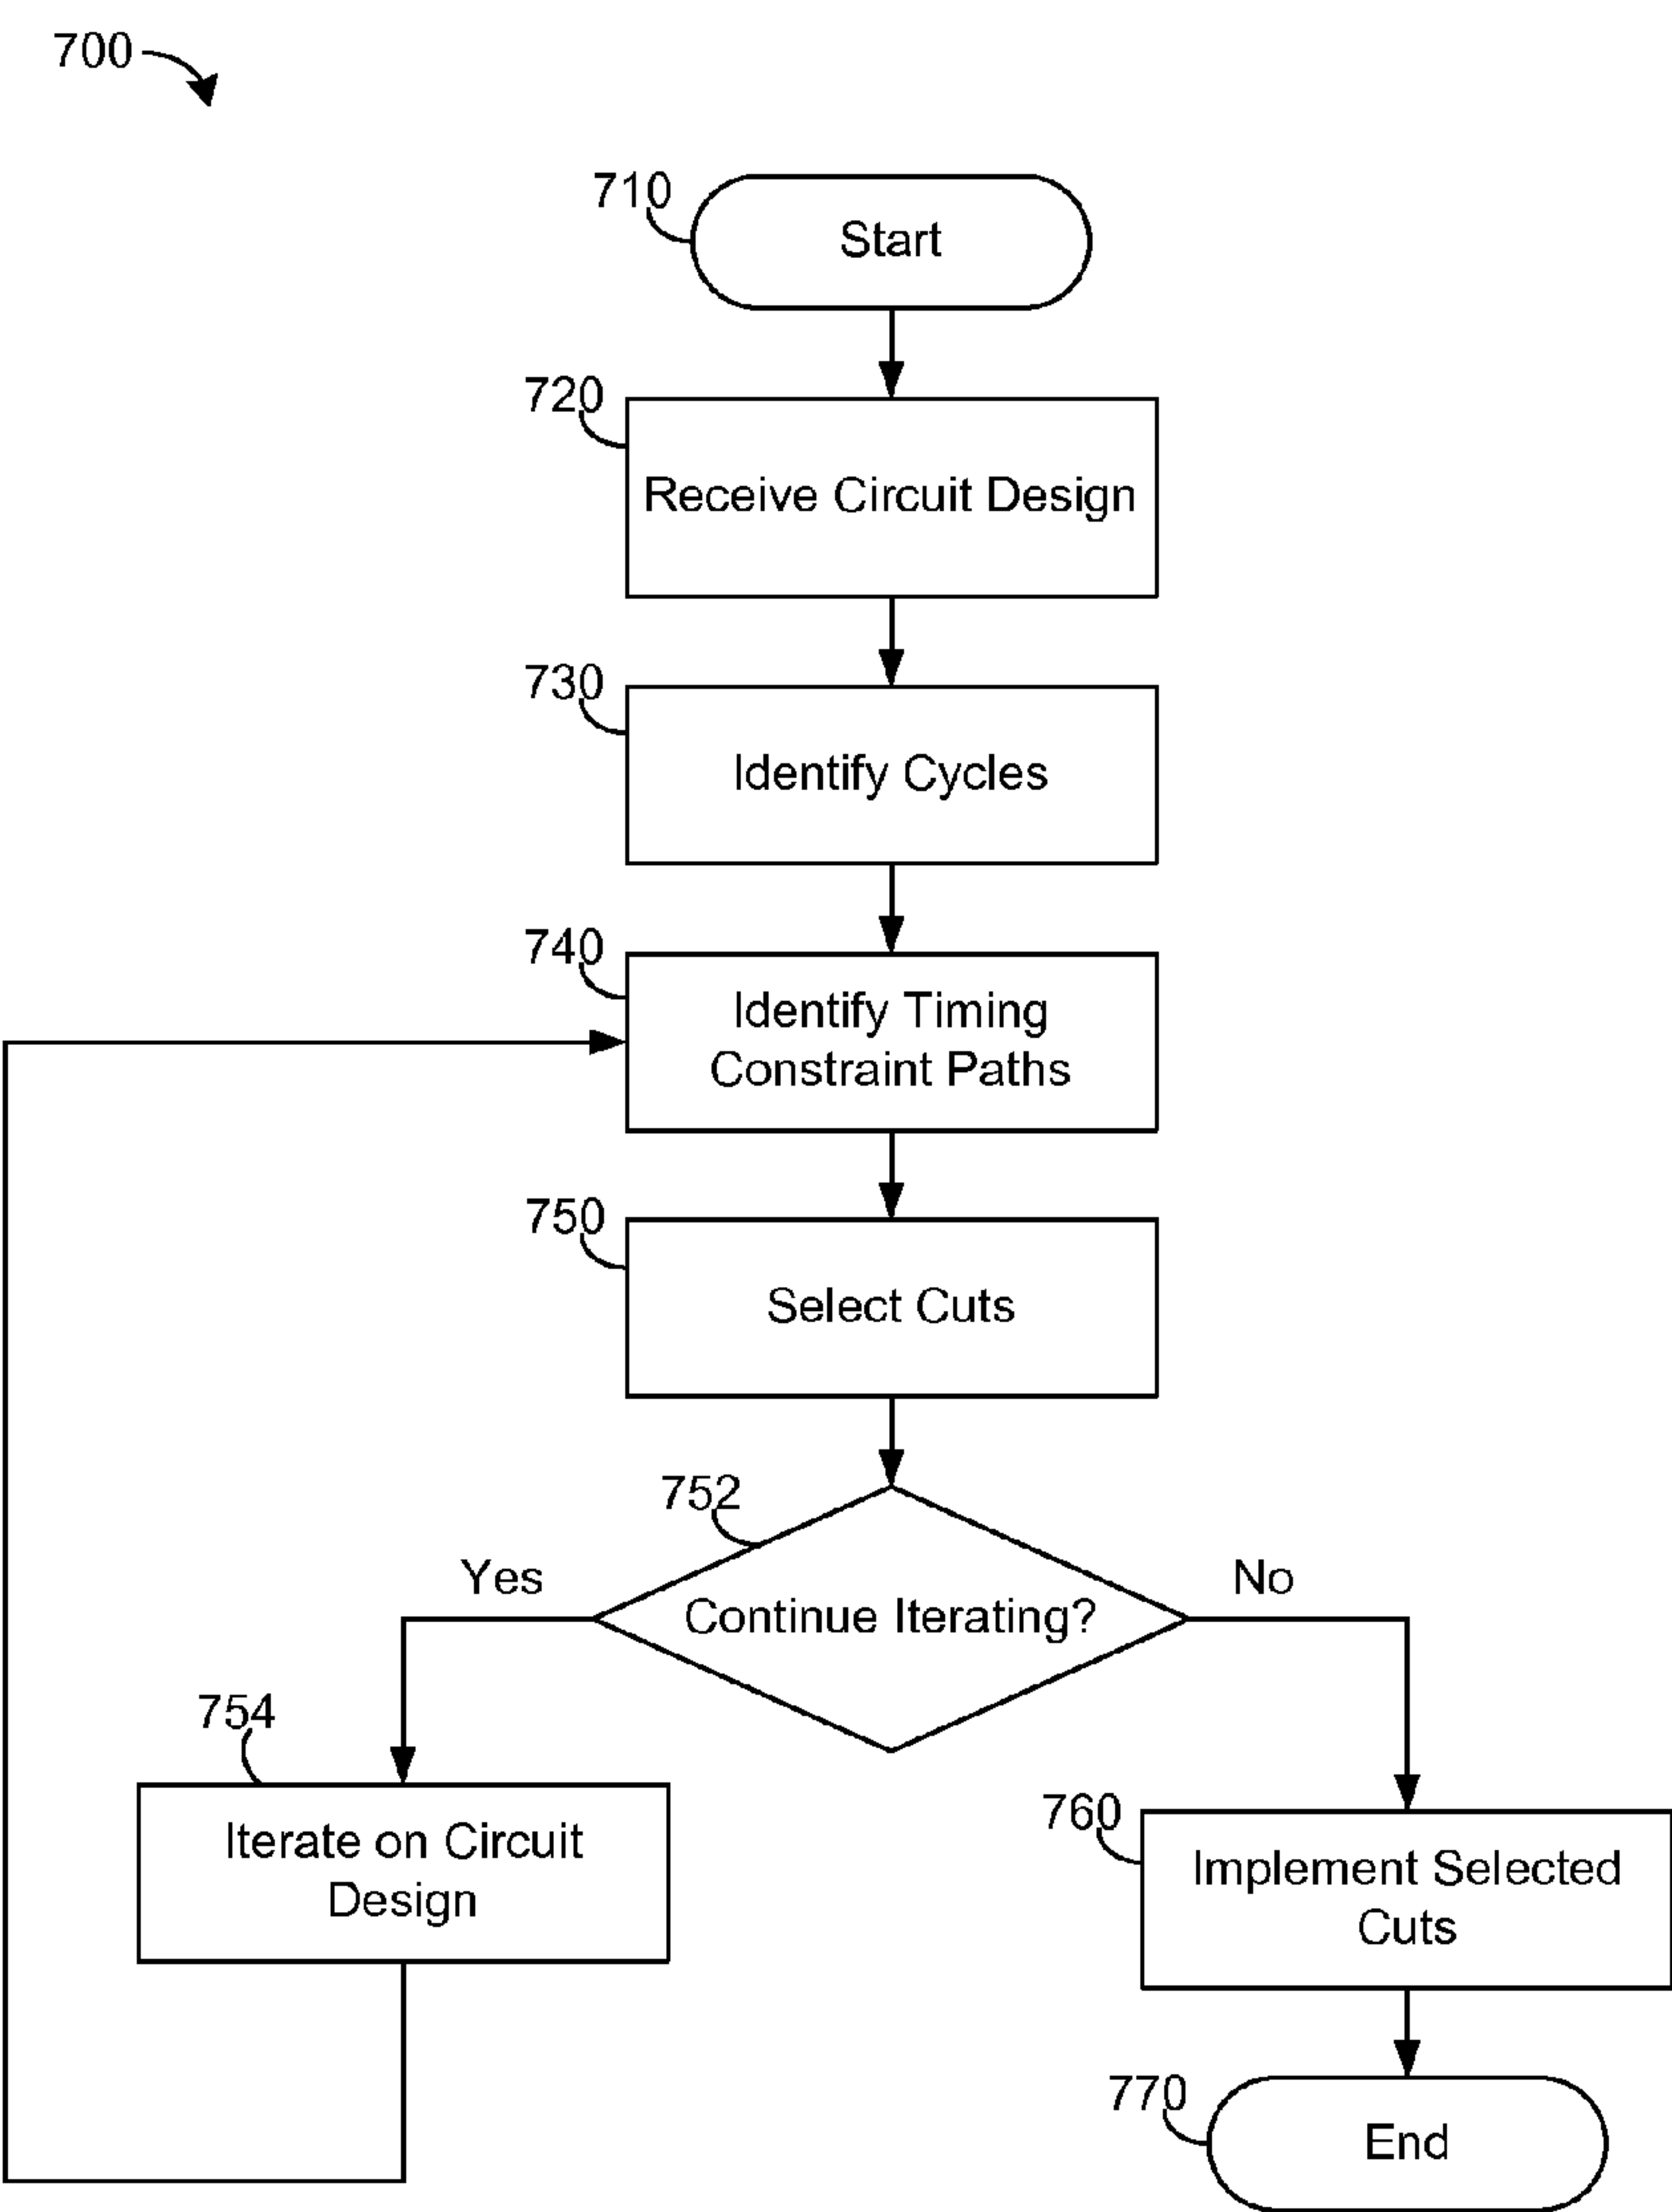 700
710
Start
720
Receive Circuit Design
730
Identify Cycles
740
Identify Timing
Constraint Paths
750
Select Cuts
752
Yes
No
Continue Iterating?
754
Iterate on Circuit
Design
760
Implement Selected
Cuts
770
End